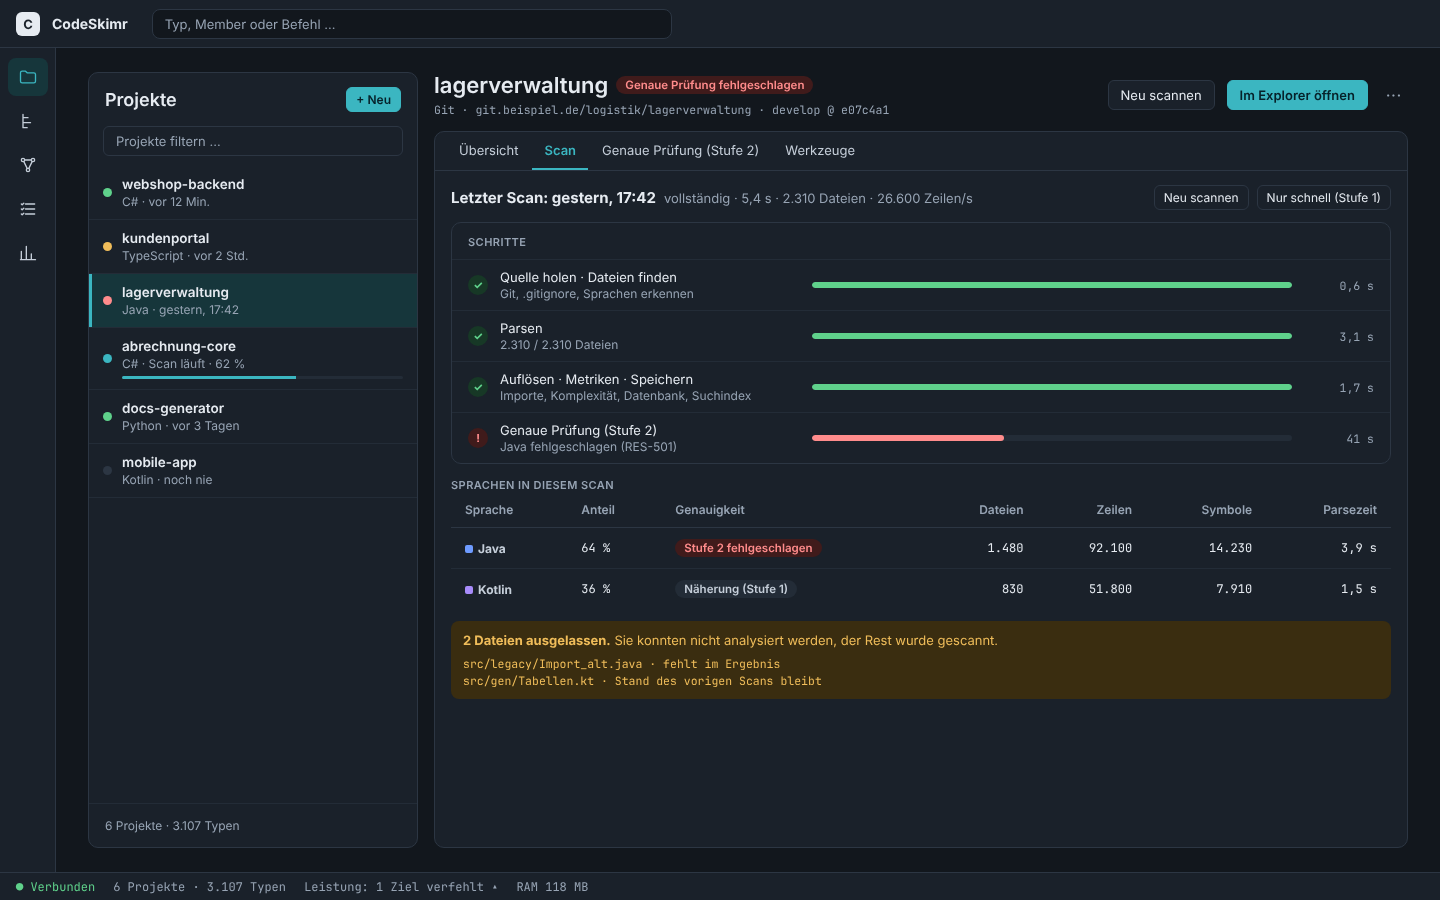 C CodeSkimr
Typ, Member oder Befehl ...
Projekte
+ Neu
Projekte filtern ...
webshop-backend
C# · vor 12 Min.
kundenportal
TypeScript · vor 2 Std.
lagerverwaltung
Java · gestern, 17:42
abrechnung-core
C# · Scan läuft · 62 %
docs-generator
Python · vor 3 Tagen
mobile-app
Kotlin · noch nie
6 Projekte · 3.107 Typen
lagerverwaltung Genaue Prüfung fehlgeschlagen
Git · git.beispiel.de/logistik/lagerverwaltung · develop @ e07c4a1
Neu scannen Im Explorer öffnen ···
Übersicht Scan Genaue Prüfung (Stufe 2) Werkzeuge
Letzter Scan: gestern, 17:42 vollständig · 5,4 s · 2.310 Dateien · 26.600 Zeilen/s
Neu scannen Nur schnell (Stufe 1)
SCHRITTE
Quelle holen · Dateien finden
Git, .gitignore, Sprachen erkennen
0,6 s
Parsen
2.310 / 2.310 Dateien
3,1 s
Auflösen · Metriken · Speichern
Importe, Komplexität, Datenbank, Suchindex
1,7 s
! Genaue Prüfung (Stufe 2)
Java fehlgeschlagen (RES-501)
41 s
SPRACHEN IN DIESEM SCAN
Sprache Anteil Genauigkeit Dateien Zeilen Symbole Parsezeit
Java 64 % Stufe 2 fehlgeschlagen 1.480 92.100 14.230 3,9 s
Kotlin 36 % Näherung (Stufe 1) 830 51.800 7.910 1,5 s
2 Dateien ausgelassen. Sie konnten nicht analysiert werden, der Rest wurde gescannt.
src/legacy/Import_alt.java · fehlt im Ergebnis
src/gen/Tabellen.kt · Stand des vorigen Scans bleibt
Verbunden 6 Projekte · 3.107 Typen Leistung: 1 Ziel verfehlt ▴ RAM 118 MB